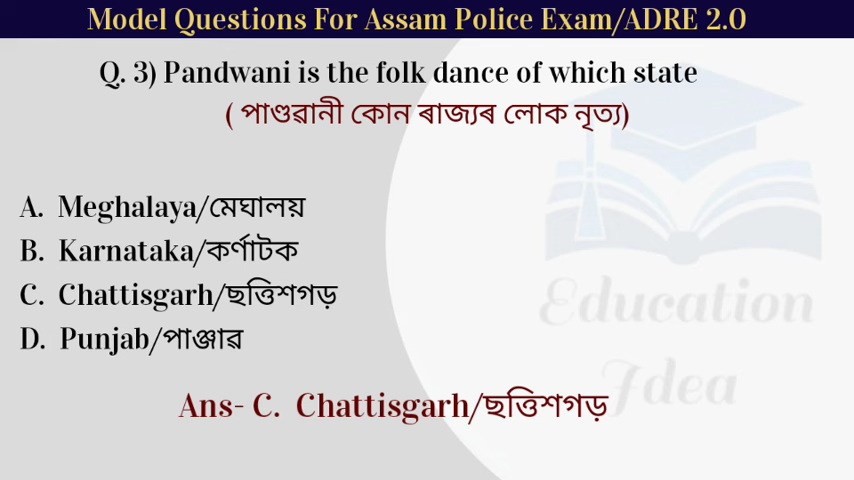 Model Questions For Assam Police Exam/ADRE 2.0
Q. 3) Pandwani is the folk dance of which state
( পাণ্ডৱানী কোন ৰাজ্যৰ লোক নৃত্য)
A. Meghalaya/মেঘালয়
B. Karnataka/কৰ্ণাটক
C. Chattisgarh/ছত্তিশগড়
D. Punjab/পাঞ্জাৱ
Ans- C. Chattisgarh/ছত্তিশগড়
Education
Idea